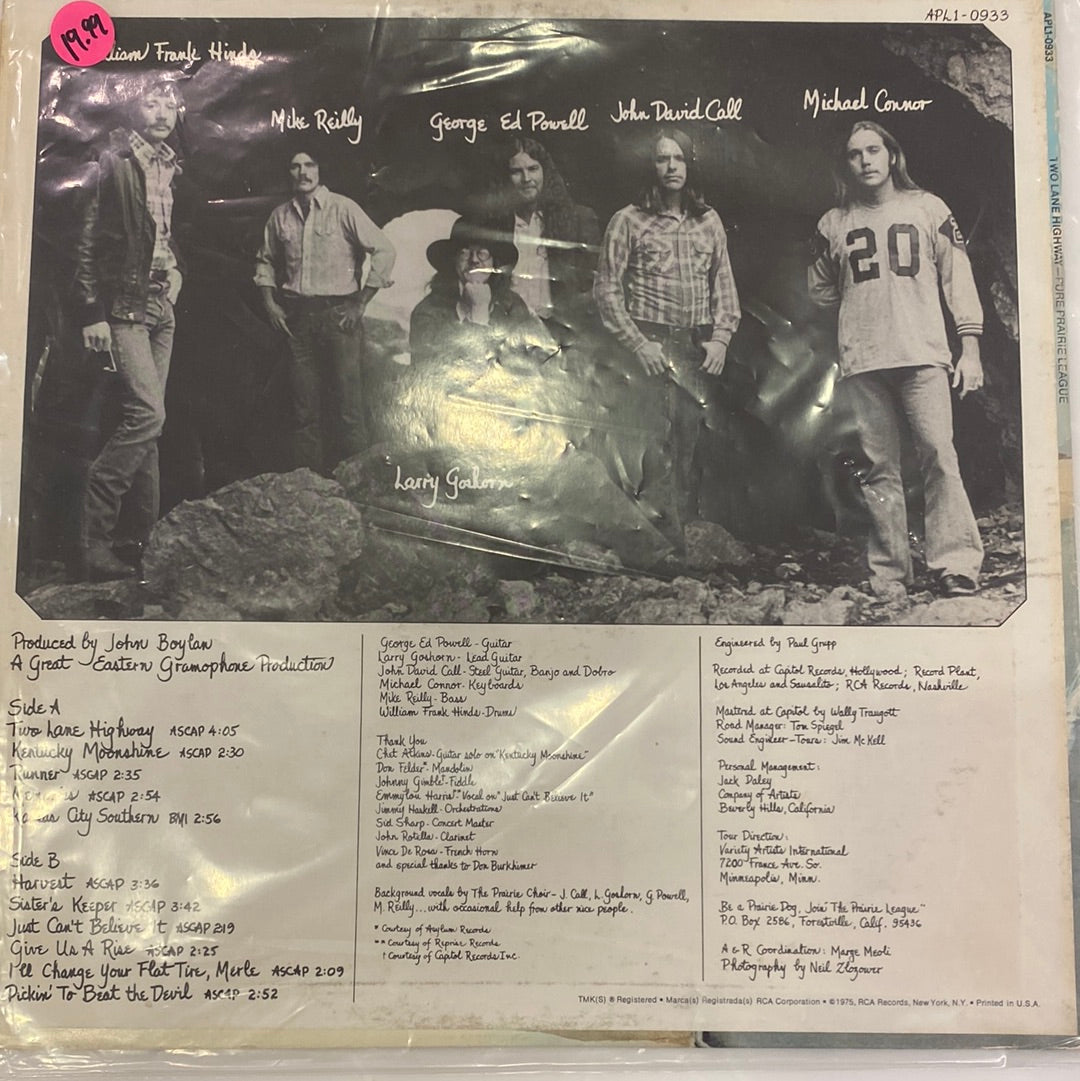 19.99
APL1-0933
Frank Hinds
Mike Reilly
George Ed Powell
John David Call
Michael Connor
20
Larry Goshorn
Produced by John Boylan
A Great Eastern Gramophone Production
Side A
Two Lane Highway ASCAP 4:05
Kentucky Moonshine ASCAP 2:30
Runner ASCAP 2:35
ASCAP 2:54
City Southern BMI 2:56
Side B
Harvest ASCAP 3:36
Sister's Keeper ASCAP 3:42
Just Can't Believe It ASCAP 2:19
Give Us A Rise ASCAP 2:25
I'll Change Your Flat Tire, Merle ASCAP 2:09
Pickin' To Beat the Devil ASCAP 2:52
George Ed Powell - Guitar
Larry Goshorn - Lead Guitar
John David Call - Steel Guitar, Banjo and Dobro
Michael Connor - Keyboards
Mike Reilly - Bass
William Frank Hinds - Drums
Thank You
Chet Atkins - Guitar solo on "Kentucky Moonshine"
Don Felder* - Mandolin
Johnny Gimble† - Fiddle
Emmylou Harris** - Vocal on "Just Can't Believe It"
Jimmy Haskell - Orchestrations
Sid Sharp - Concert Master
John Rotella - Clarinet
Vince De Rosa - French Horn
and special thanks to Don Burkhimer
Background vocals by The Prairie Choir - J. Call, L. Goshorn, G. Powell,
M. Reilly... with occasional help from other nice people.
* Courtesy of Asylum Records
** Courtesy of Reprise Records
† Courtesy of Capitol Records Inc.
Engineered by Paul Grupp
Recorded at Capitol Records, Hollywood; Record Plant,
Los Angeles and Sausalito; RCA Records, Nashville
Mastered at Capitol by Wally Traugott
Road Manager: Tom Spiegel
Sound Engineer - Tours: Jim McKell
Personal Management:
Jack Daley
Company of Artists
Beverly Hills, California
Tour Direction:
Variety Artists International
7200 France Ave. So.
Minneapolis, Minn.
Be a Prairie Dog, Join "The Prairie League"
P.O. Box 2586, Forestville, Calif. 95436
A & R Coordination: Marge Meoli
Photography by Neil Zlozower
TMK(S) ® Registered • Marca(s) Registrada(s) RCA Corporation • ©1975, RCA Records, New York, N.Y. • Printed in U.S.A.
APL1-0933
TWO LANE HIGHWAY—PURE PRAIRIE LEAGUE